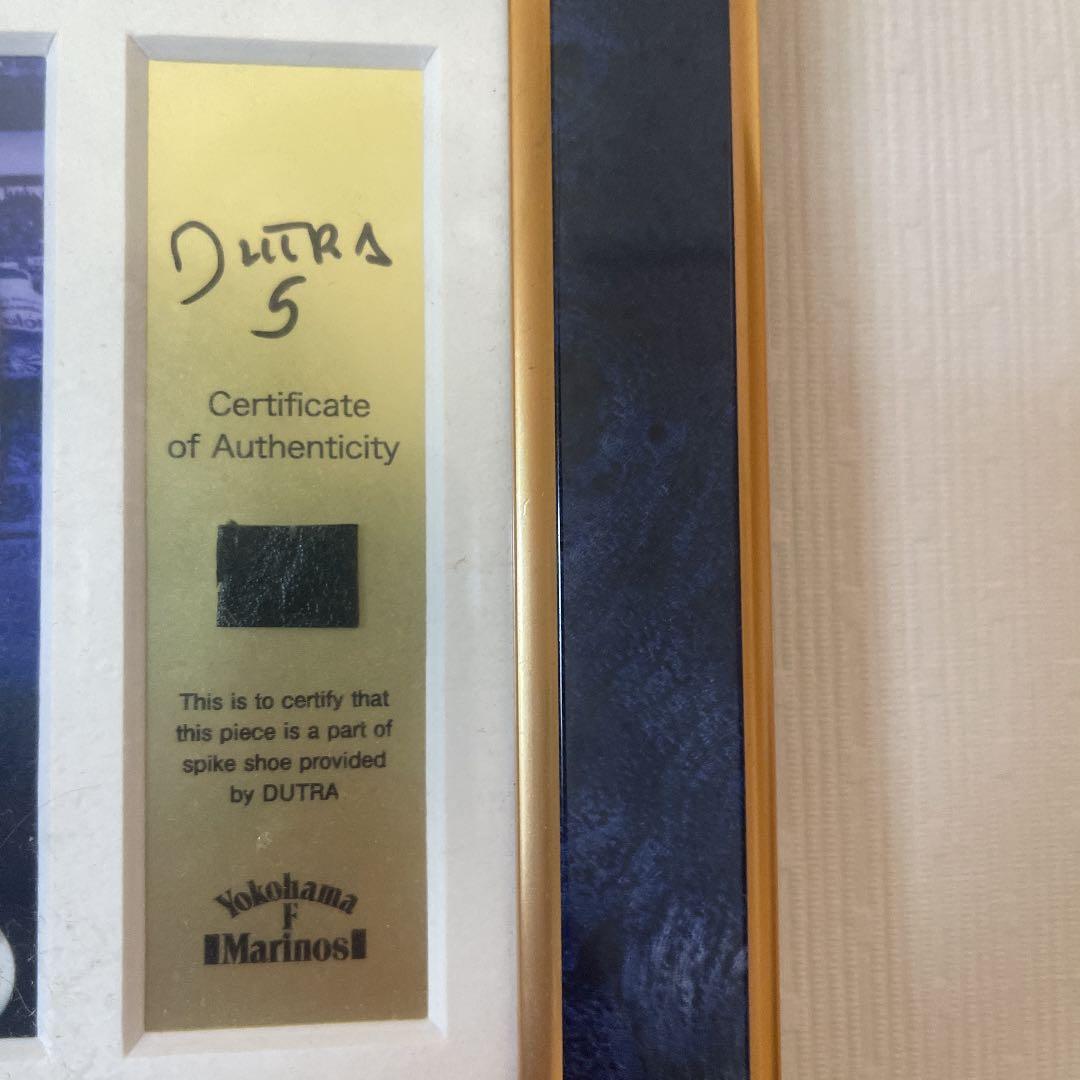 DUTRA
5
Certificate
of Authenticity
This is to certify that
this piece is a part of
spike shoe provided
by DUTRA
Yokohama
F
Marinos